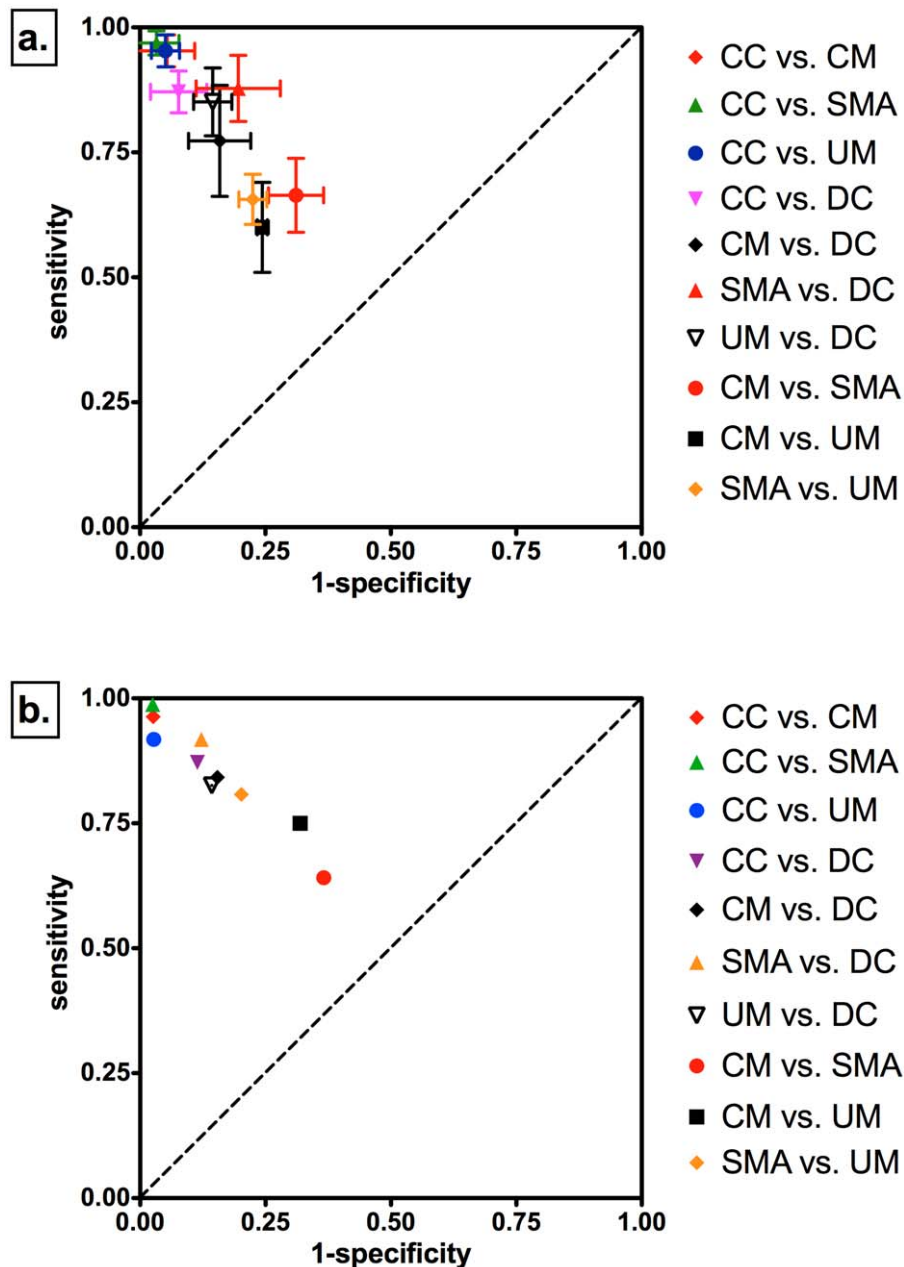 a.
1.00
0.75
0.50
0.25
0.00
sensitivity
0.00 0.25 0.50 0.75 1.00
1-specificity
CC vs. CM
CC vs. SMA
CC vs. UM
CC vs. DC
CM vs. DC
SMA vs. DC
UM vs. DC
CM vs. SMA
CM vs. UM
SMA vs. UM
b.
1.00
0.75
0.50
0.25
0.00
sensitivity
0.00 0.25 0.50 0.75 1.00
1-specificity
CC vs. CM
CC vs. SMA
CC vs. UM
CC vs. DC
CM vs. DC
SMA vs. DC
UM vs. DC
CM vs. SMA
CM vs. UM
SMA vs. UM